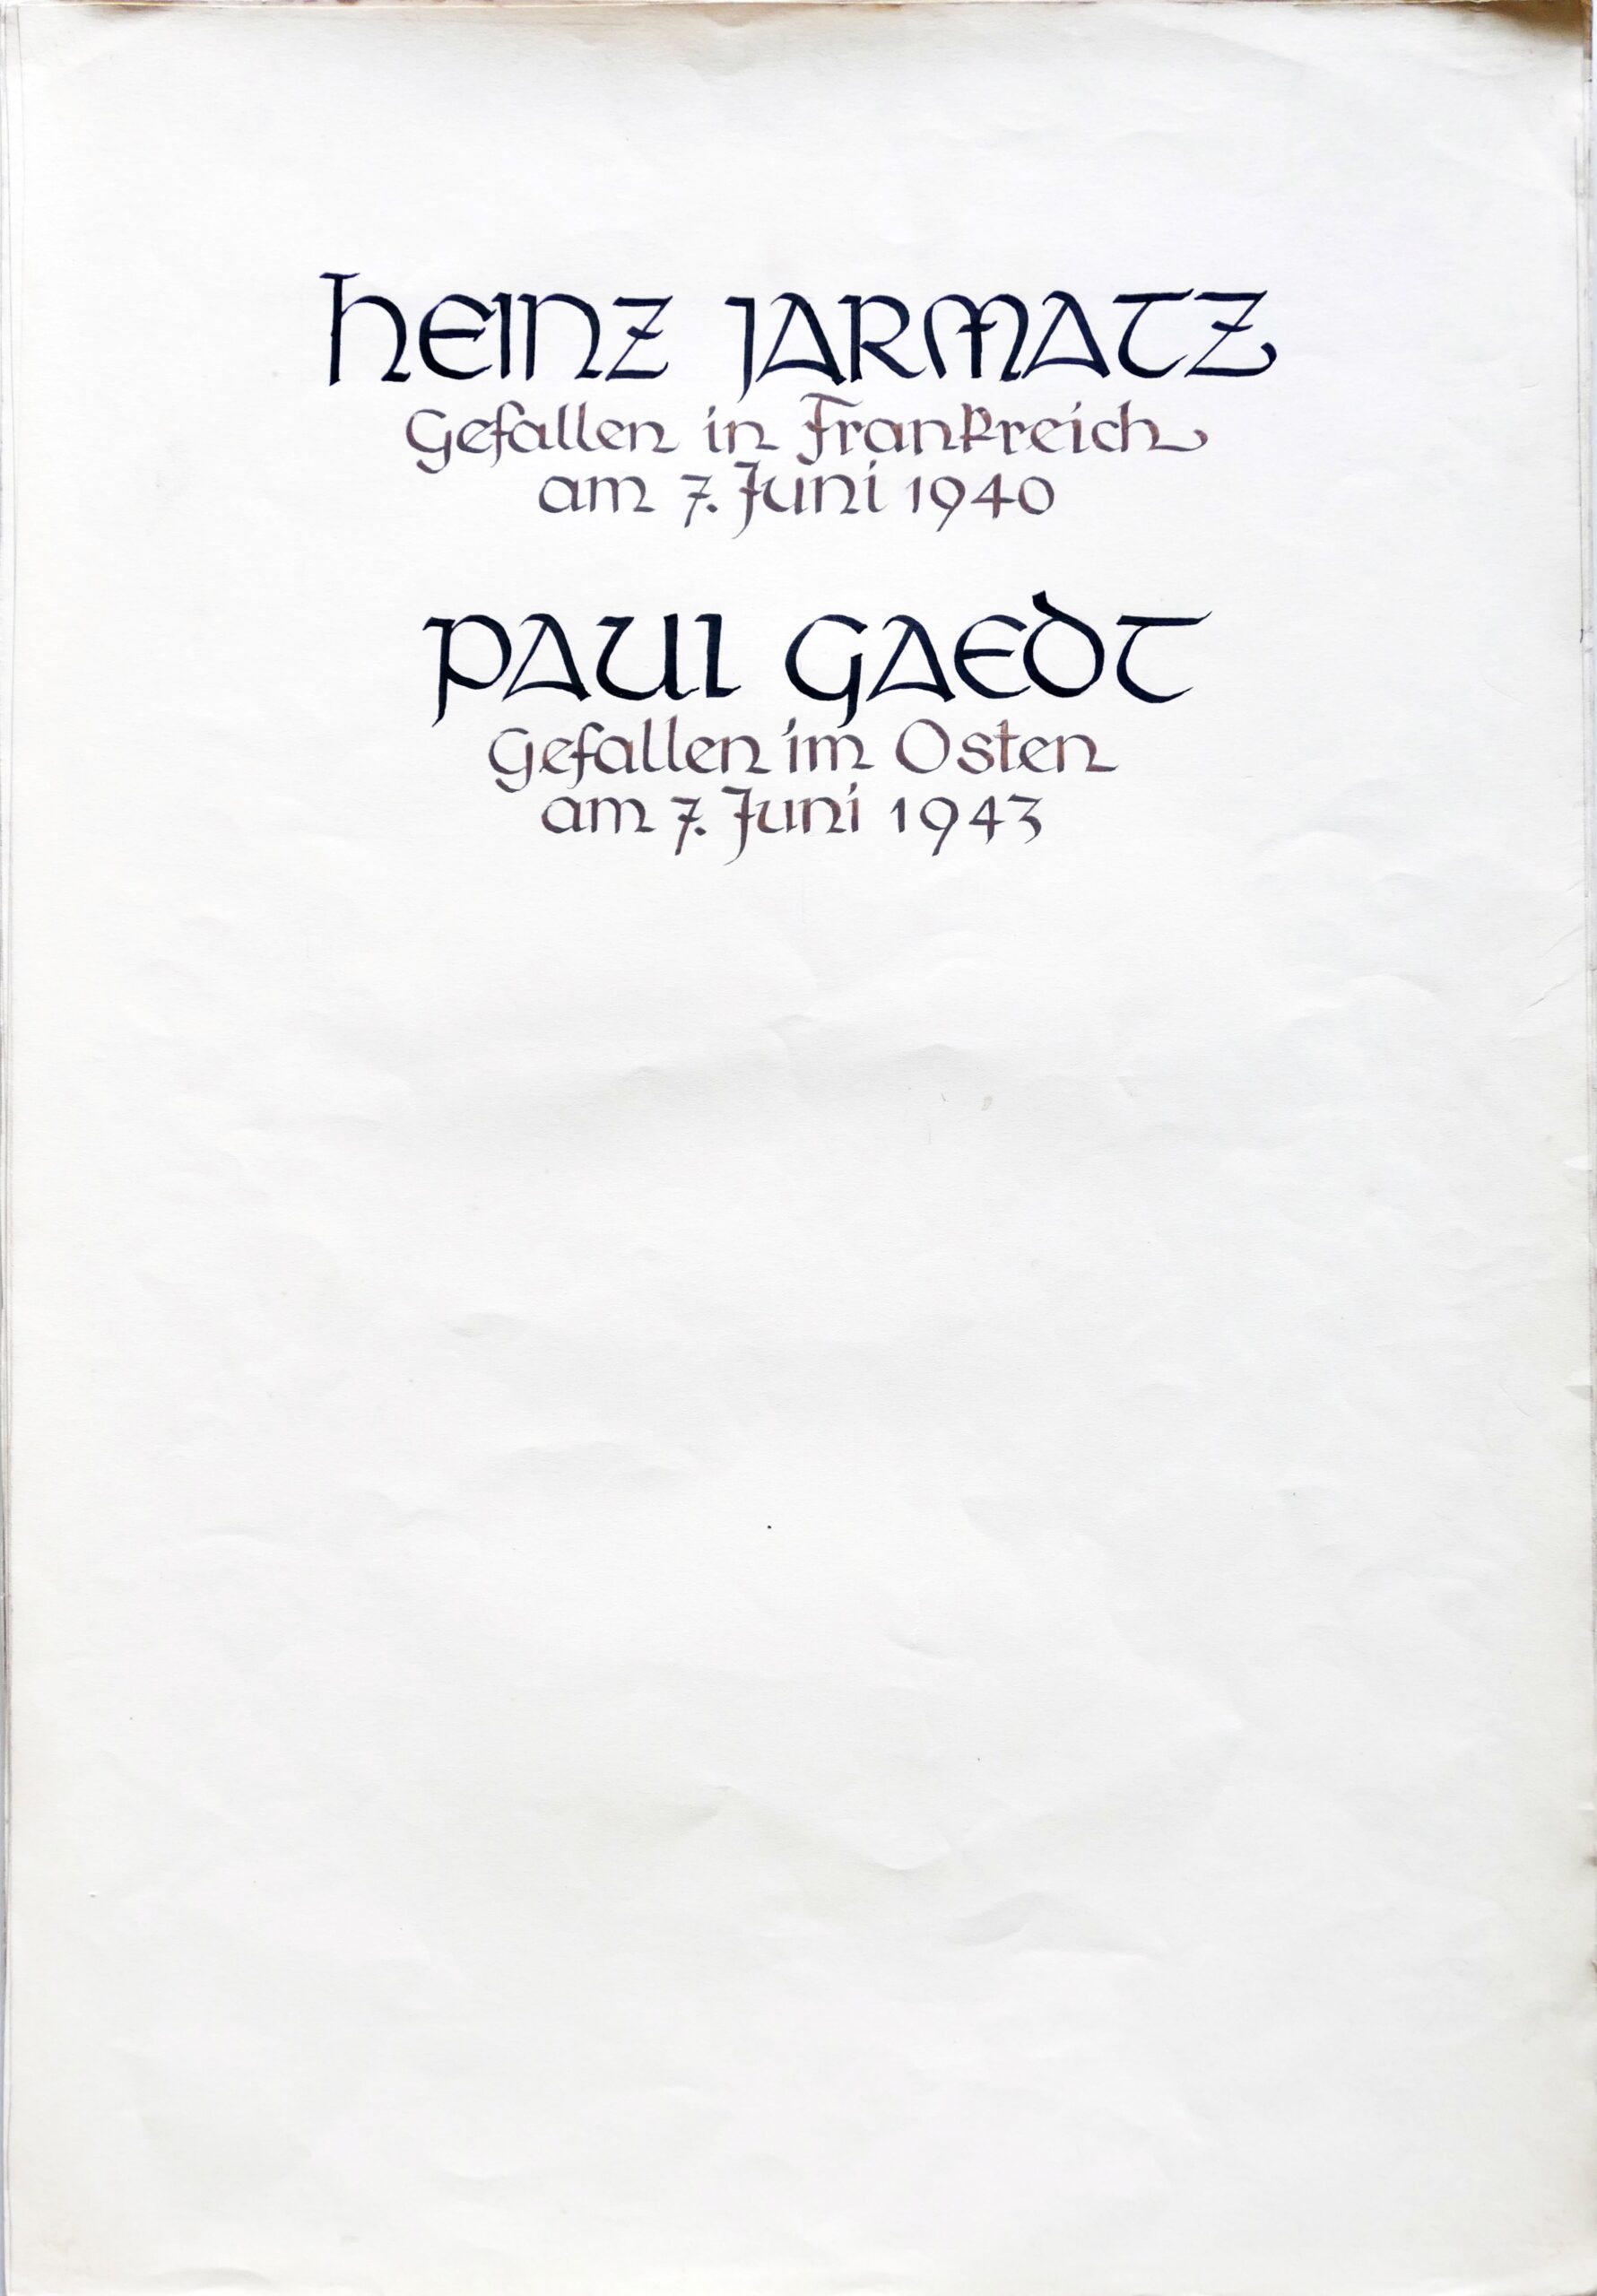 HEINZ JARMATZ
Gefallen in Frankreich
am 7. Juni 1940
PAUL GAEDT
Gefallen im Osten
am 7. Juni 1943